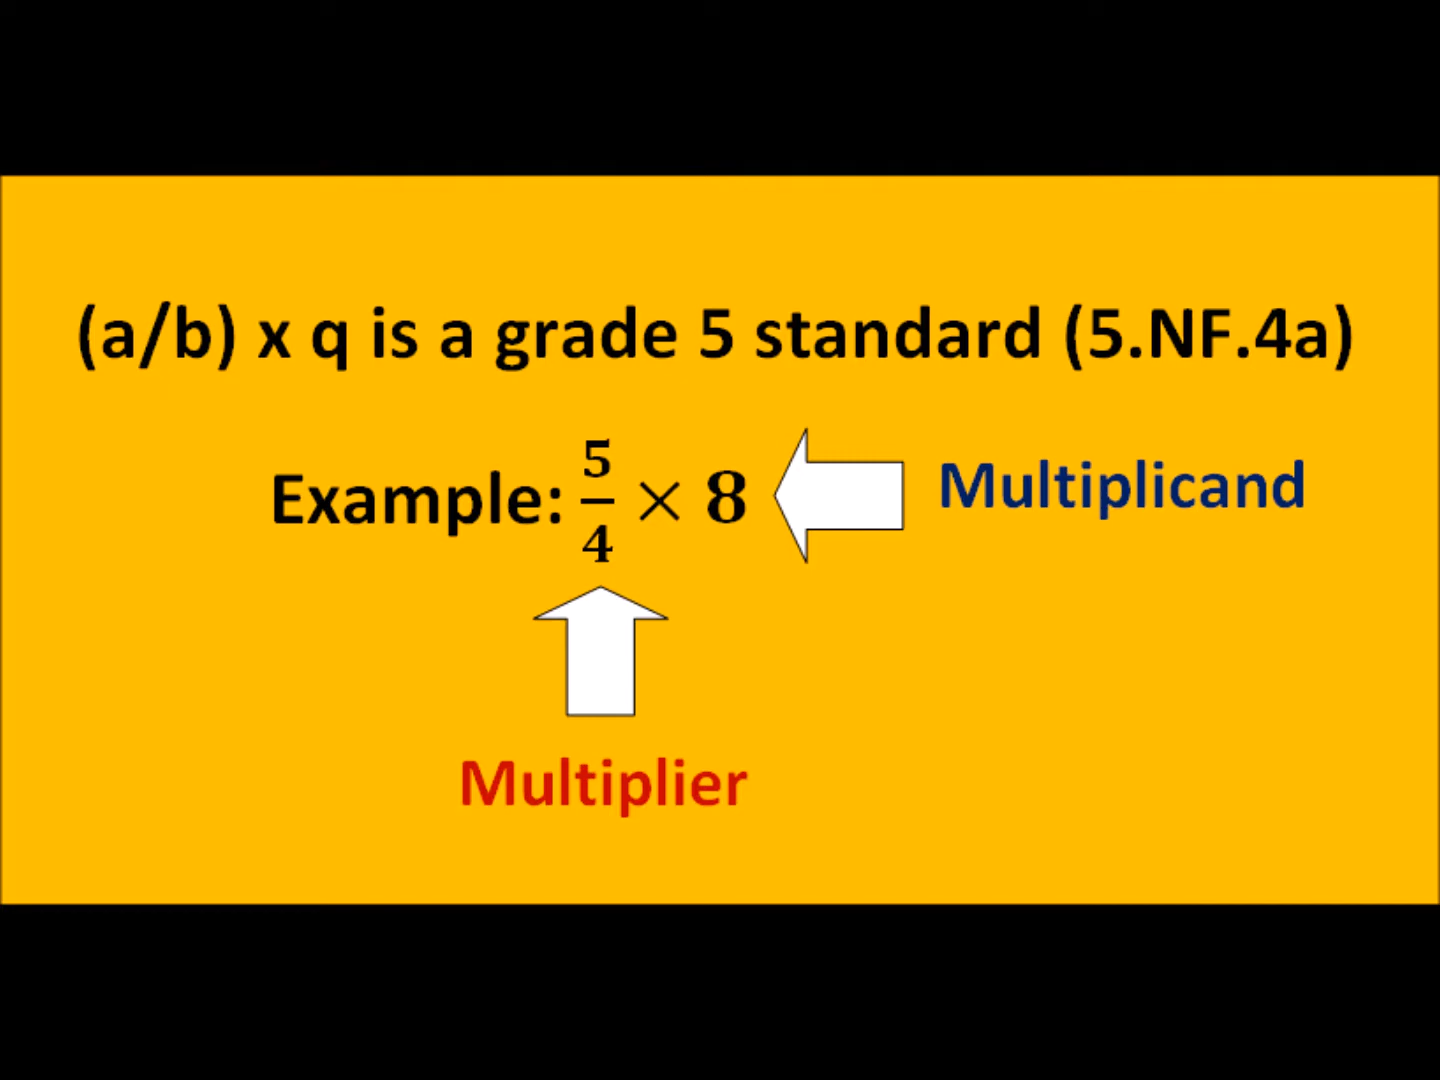 (a/b) x q is a grade 5 standard (5.NF.4a)
Example: 5/4 × 8
Multiplicand
Multiplier